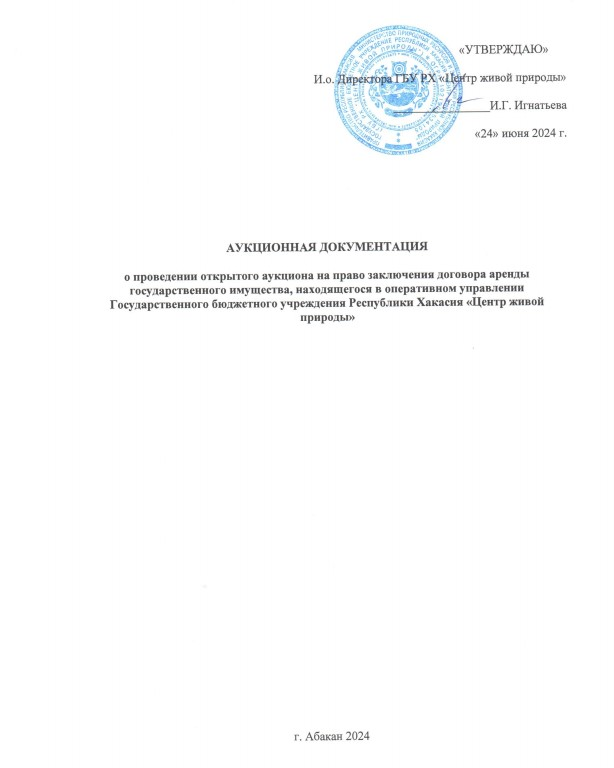 «УТВЕРЖДАЮ»
И.о. Директора ГБУ РХ «Центр живой природы»
И.Г. Игнатьева
«24» июня 2024 г.
АУКЦИОННАЯ ДОКУМЕНТАЦИЯ
о проведении открытого аукциона на право заключения договора аренды
государственного имущества, находящегося в оперативном управлении
Государственного бюджетного учреждения Республики Хакасия «Центр живой
природы»
г. Абакан 2024